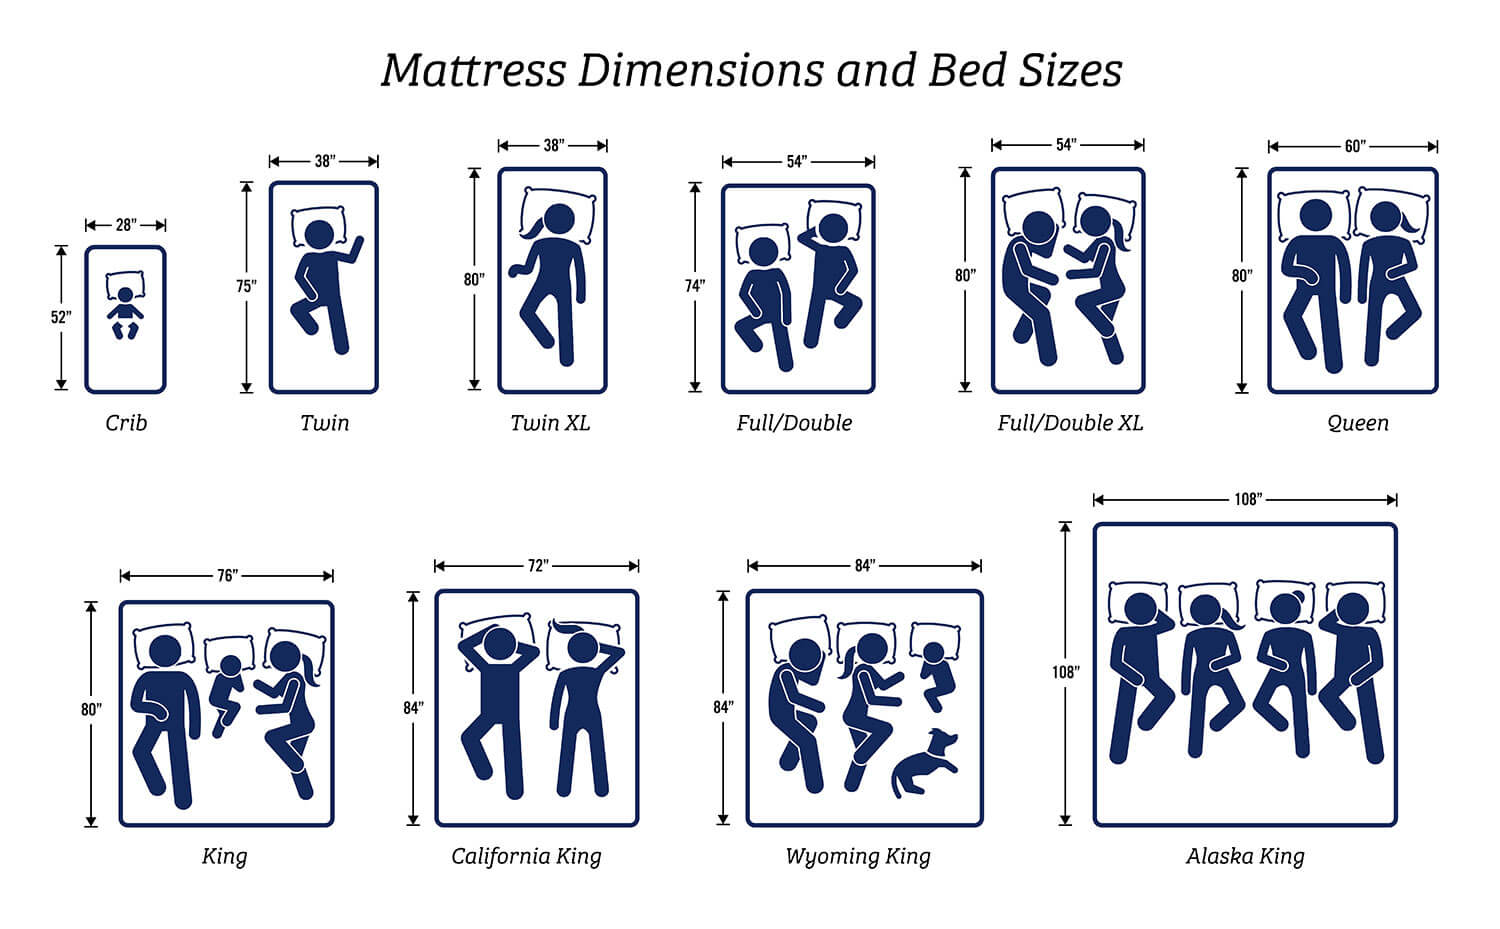 Mattress Dimensions and Bed Sizes
28”
52”
Crib
38”
75”
Twin
38”
80”
Twin XL
54”
74”
Full/Double
54”
80”
Full/Double XL
60”
80”
Queen
76”
80”
King
72”
84”
California King
84”
84”
Wyoming King
108”
108”
Alaska King